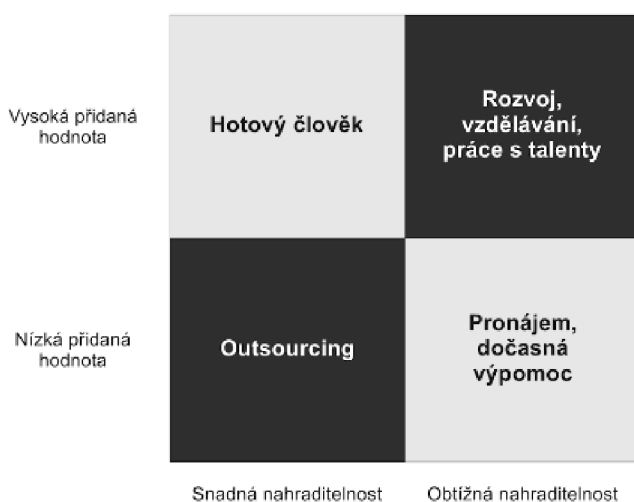 Vysoká přidaná
hodnota
Hotový člověk
Rozvoj,
vzdělávání,
práce s talenty
Nízká přidaná
hodnota
Outsourcing
Pronájem,
dočasná
výpomoc
Snadná nahraditelnost
Obtížná nahraditelnost